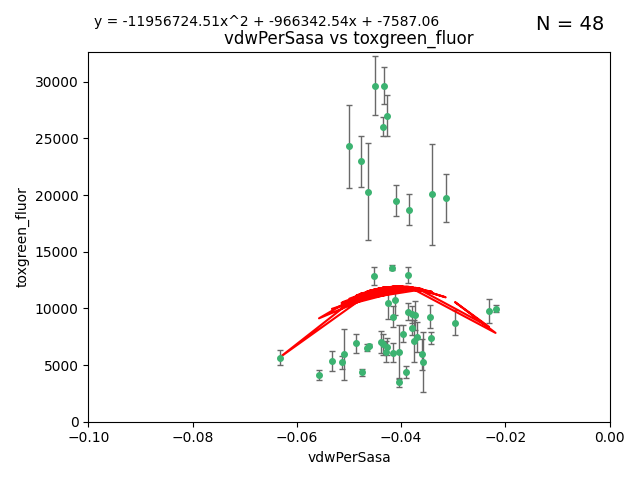 y = -11956724.51x^2 + -966342.54x + -7587.06
N = 48
vdwPerSasa vs toxgreen_fluor
30000
25000
20000
15000
10000
5000
0
toxgreen_fluor
−0.10 −0.08 −0.06 −0.04 −0.02 0.00
vdwPerSasa